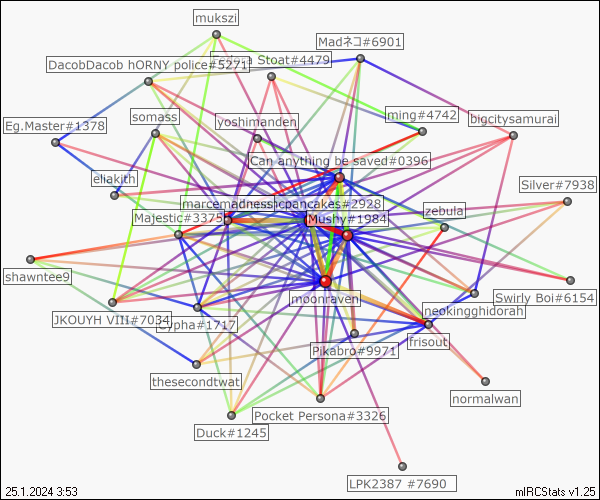 mukszi
Madネコ#6901
Stoat#4479
DacobDacob hORNY police#5271
ming#4742
bigcitysamurai
somass
yoshimanden
Eg.Master#1378
Can anything be saved#0396
eliakith
Silver#7938
marcemadness
pancakes#2928
zebula
Majestic#3375
Mushy#1984
shawntee9
moonraven
Swirly Boi#6154
neokingghidorah
JKOUYH VIII#7034
#1717
frisout
Pikabro#9971
thesecondtwat
normalwan
Pocket Persona#3326
Duck#1245
LPK2387 #7690
25.1.2024 3:53
mIRCStats v1.25